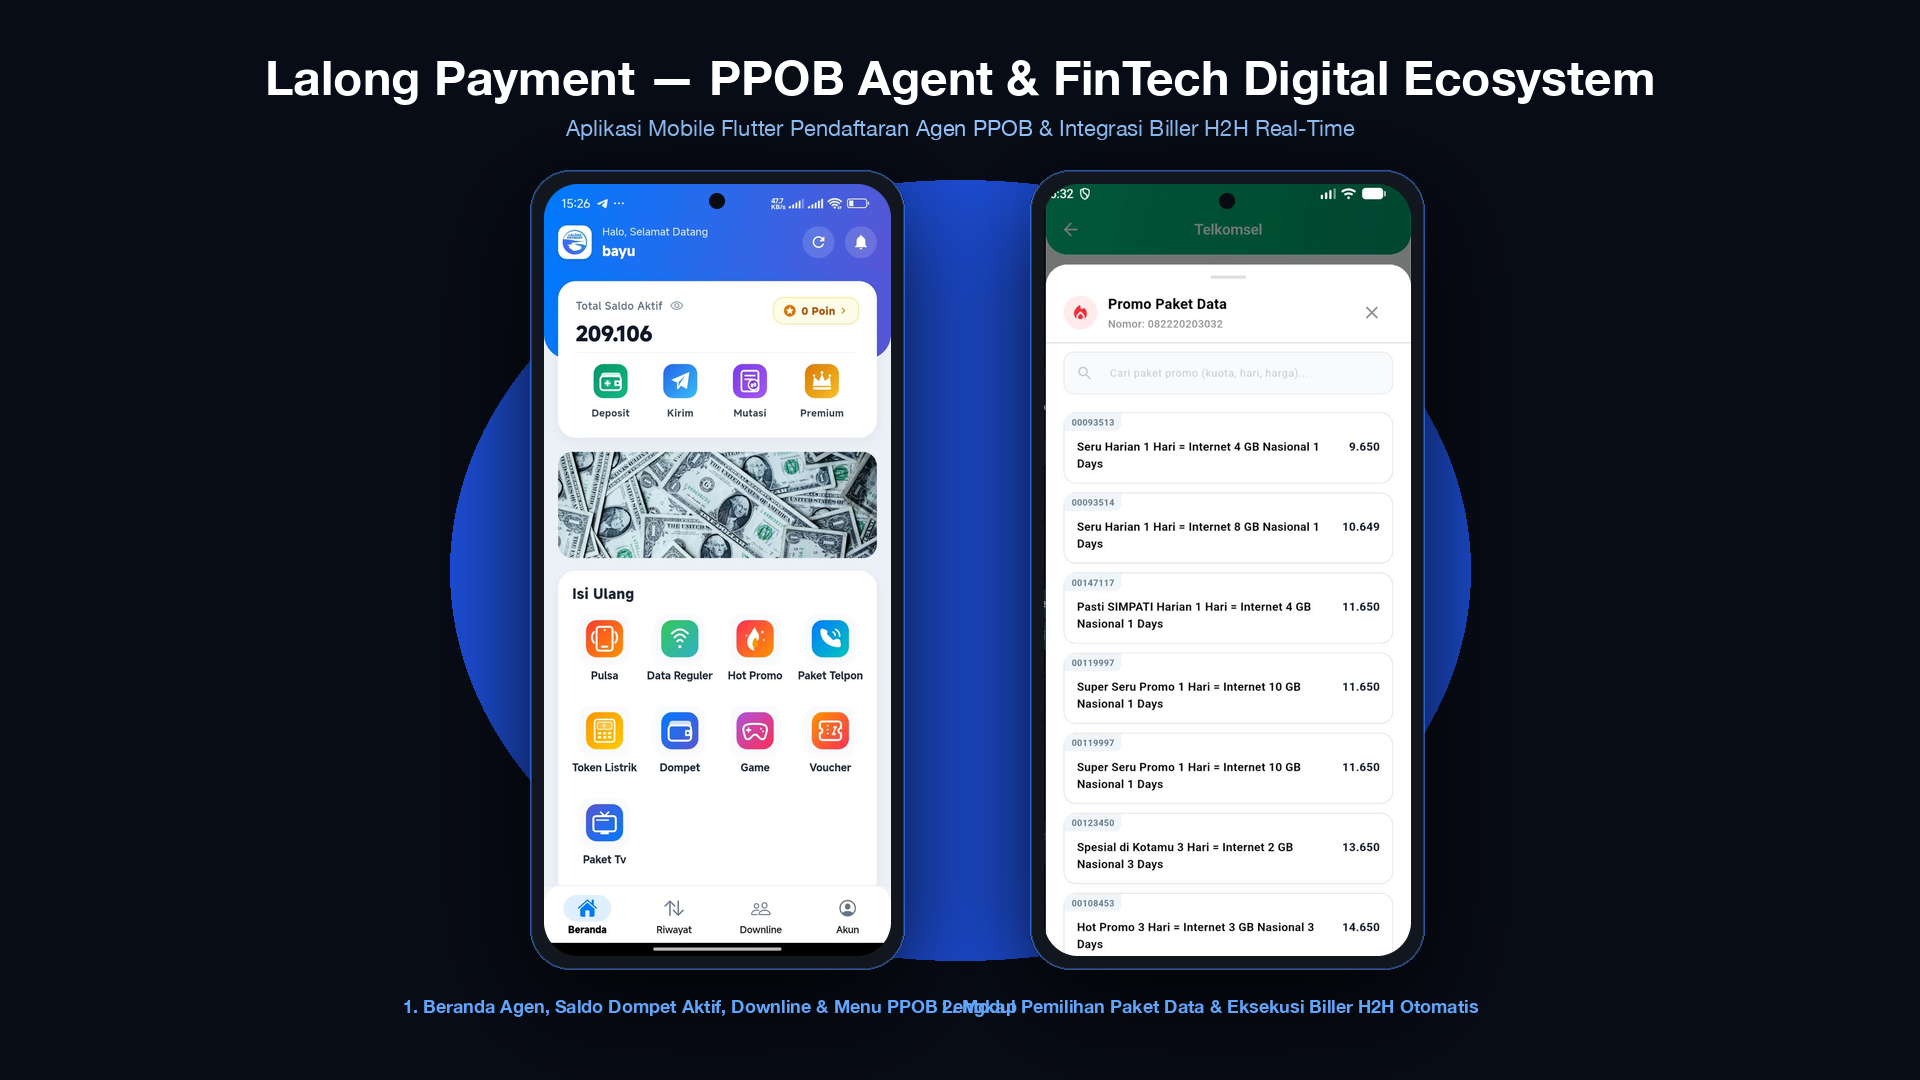 Lalong Payment — PPOB Agent & FinTech Digital Ecosystem
Aplikasi Mobile Flutter Pendaftaran Agen PPOB & Integrasi Biller H2H Real-Time
15:26
47.7
KB/s
Halo, Selamat Datang
bayu
Total Saldo Aktif
0 Poin
209.106
Deposit
Kirim
Mutasi
Premium
Isi Ulang
Pulsa
Data Reguler
Hot Promo
Paket Telpon
Token Listrik
Dompet
Game
Voucher
Paket Tv
Beranda
Riwayat
Downline
Akun
:32
Telkomsel
Promo Paket Data
Nomor: 082220203032
Cari paket promo (kuota, hari, harga)...
00093513
Seru Harian 1 Hari = Internet 4 GB Nasional 1
Days
9.650
00093514
Seru Harian 1 Hari = Internet 8 GB Nasional 1
Days
10.649
00147117
Pasti SIMPATI Harian 1 Hari = Internet 4 GB
Nasional 1 Days
11.650
00119997
Super Seru Promo 1 Hari = Internet 10 GB
Nasional 1 Days
11.650
00119997
Super Seru Promo 1 Hari = Internet 10 GB
Nasional 1 Days
11.650
00123450
Spesial di Kotamu 3 Hari = Internet 2 GB
Nasional 3 Days
13.650
00108453
Hot Promo 3 Hari = Internet 3 GB Nasional 3
Days
14.650
1. Beranda Agen, Saldo Dompet Aktif, Downline & Menu PPOB Lengkap
2. Modul Pemilihan Paket Data & Eksekusi Biller H2H Otomatis